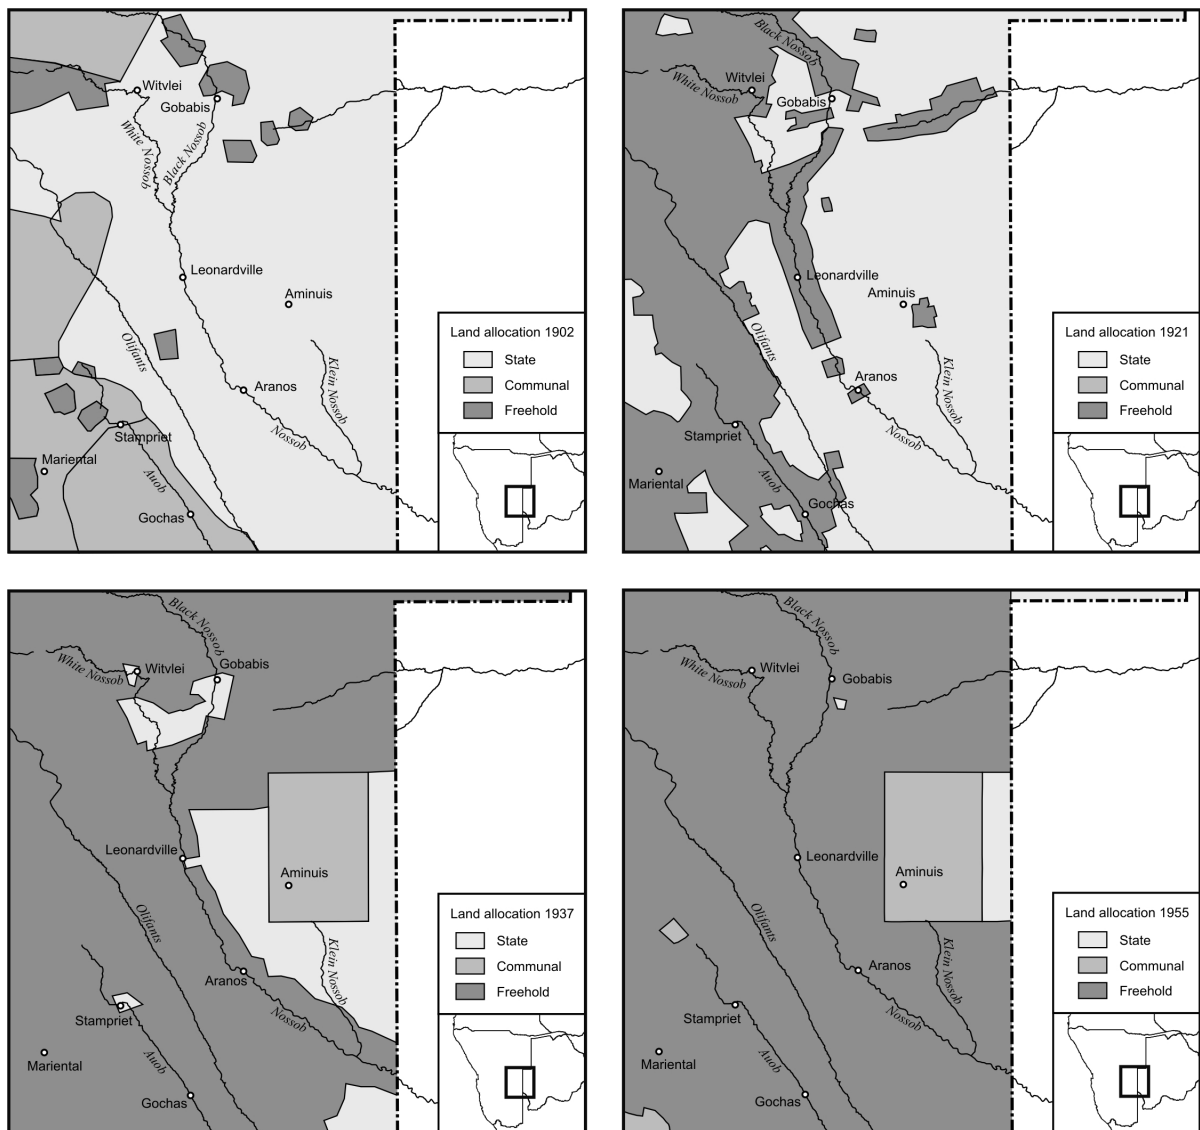 Witvlei
Gobabis
White Nossob
Black Nossob
Leonardville
Aminuis
Olifants
Klein Nossob
Aranos
Nossob
Stampriet
Mariental
Auob
Gochas
Land allocation 1902
State
Communal
Freehold
Black Nossob
Witvlei
White Nossob
Gobabis
Leonardville
Aminuis
Olifants
Klein Nossob
Aranos
Nossob
Stampriet
Mariental
Auob
Gochas
Land allocation 1921
State
Communal
Freehold
Black Nossob
White Nossob
Witvlei
Gobabis
Leonardville
Aminuis
Olifants
Klein Nossob
Aranos
Nossob
Stampriet
Mariental
Auob
Gochas
Land allocation 1937
State
Communal
Freehold
Black Nossob
White Nossob
Witvlei
Gobabis
Leonardville
Aminuis
Olifants
Klein Nossob
Aranos
Nossob
Stampriet
Mariental
Auob
Gochas
Land allocation 1955
State
Communal
Freehold